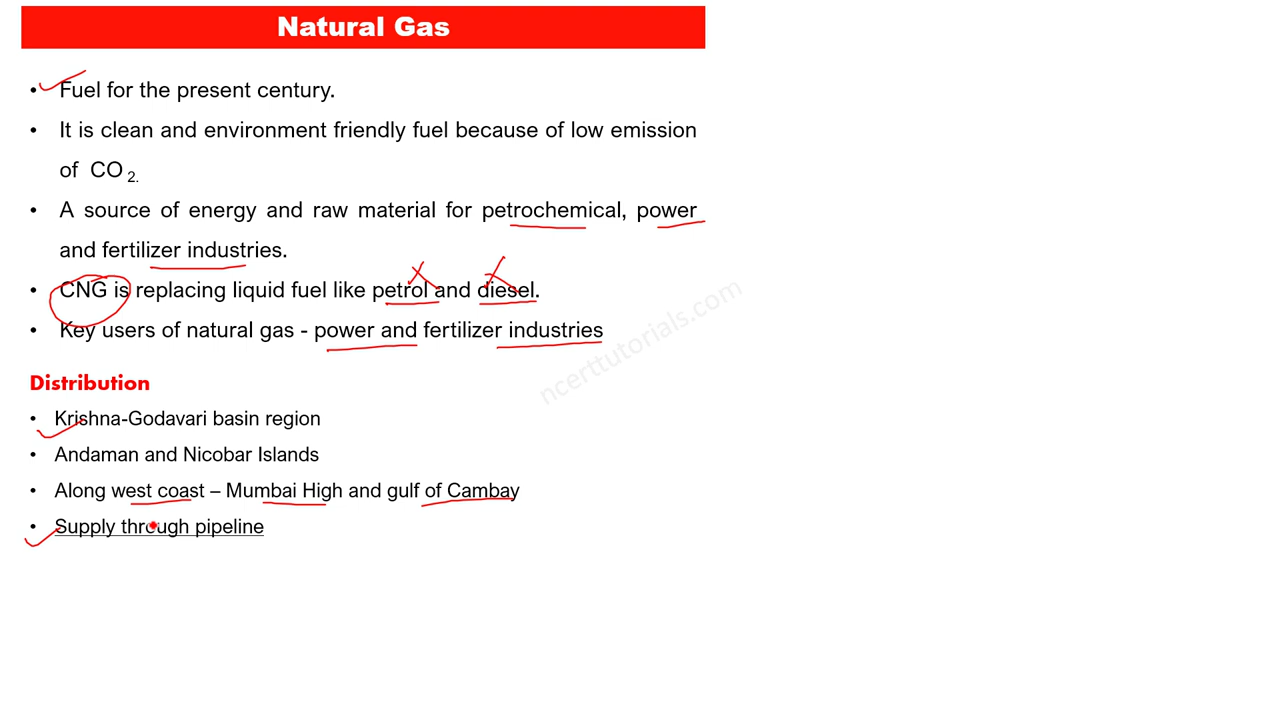 Natural Gas
• Fuel for the present century.
• It is clean and environment friendly fuel because of low emission
of CO 2.
• A source of energy and raw material for petrochemical, power
and fertilizer industries.
• CNG is replacing liquid fuel like petrol and diesel.
• Key users of natural gas - power and fertilizer industries
Distribution
• Krishna-Godavari basin region
• Andaman and Nicobar Islands
• Along west coast – Mumbai High and gulf of Cambay
• Supply through pipeline
ncerttutorials.com